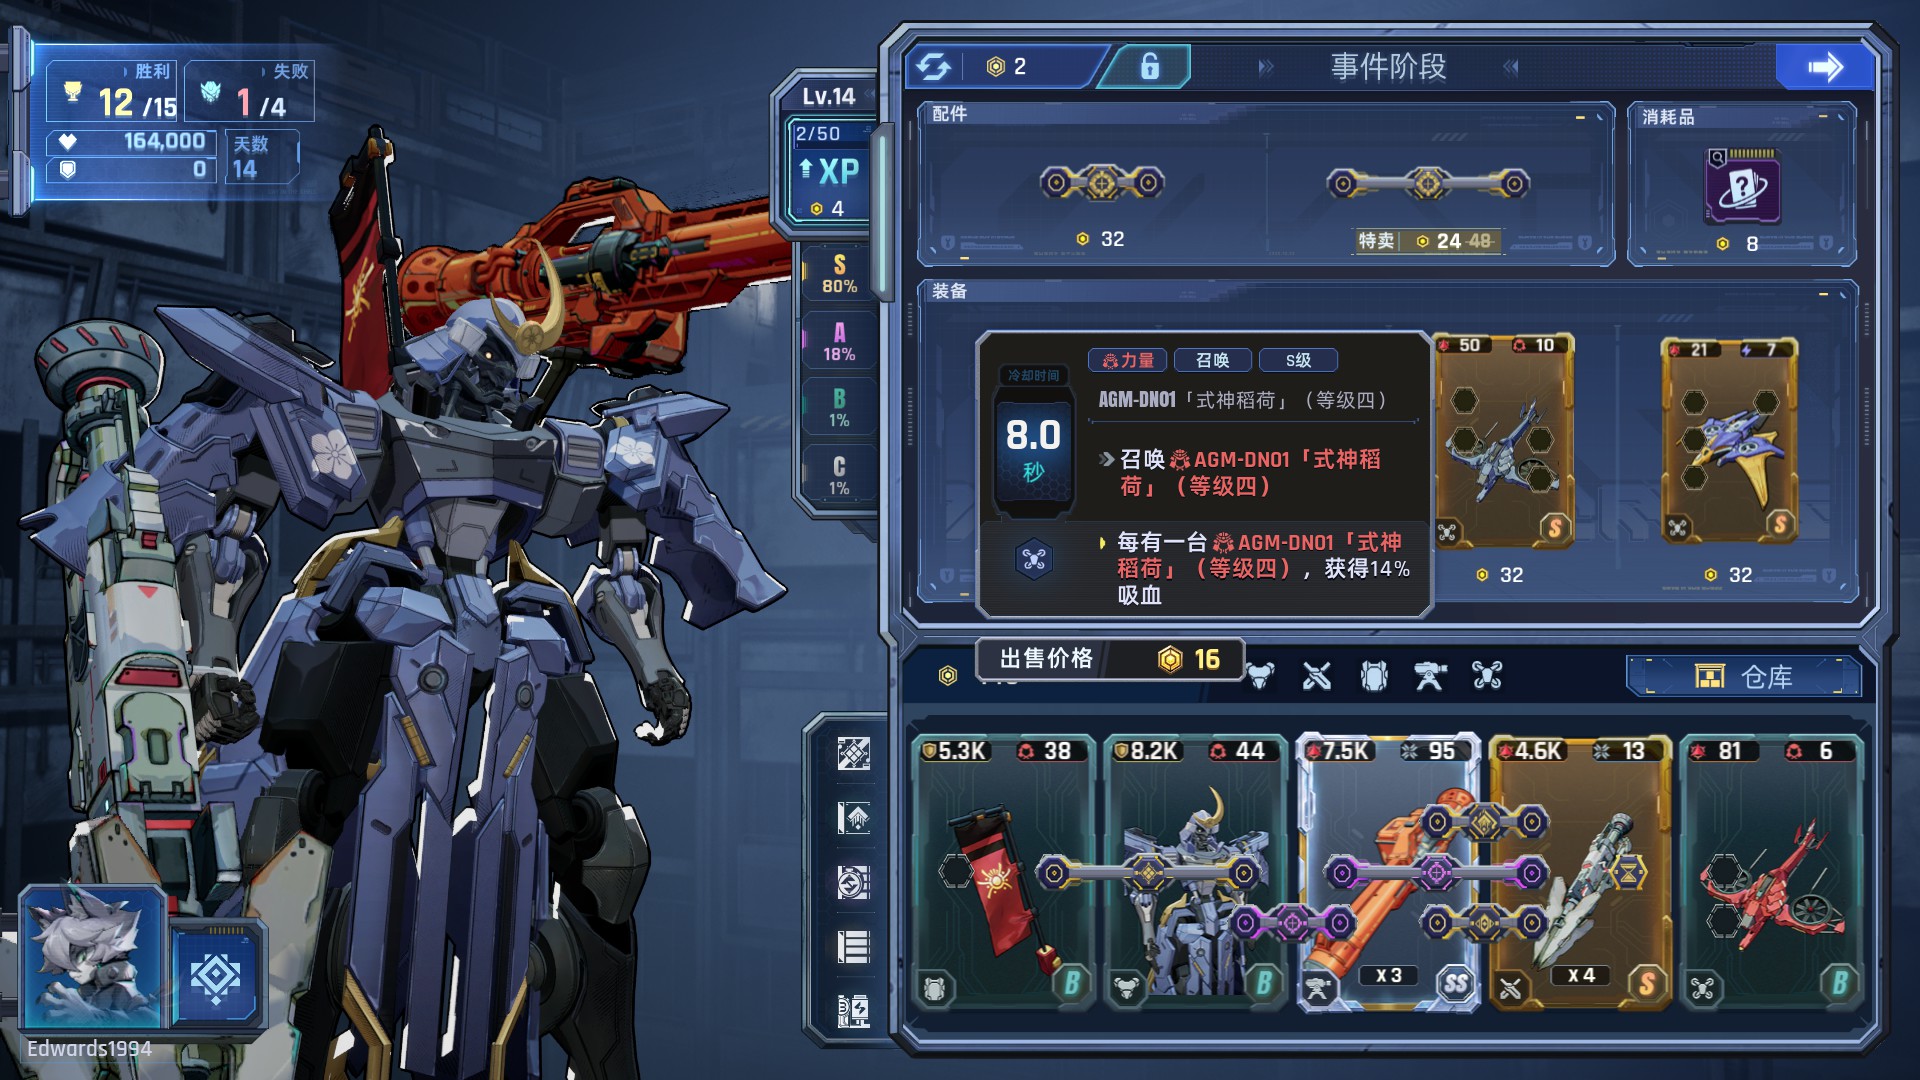 胜利
12 /15
失败
1 /4
164,000
0
天数
14
Lv.14
2/50
XP
4
S
80%
A
18%
B
1%
C
1%
Edwards1994
2
事件阶段
配件
32
特卖 24 48
消耗品
?
8
装备
冷却时间
8.0
秒
力量 召唤 S级
AGM-DN01「式神稻荷」（等级四）
召唤 AGM-DN01「式神稻
荷」（等级四）
每有一台 AGM-DN01「式神
稻荷」（等级四），获得14%
吸血
50 10
S
32
21 7
S
32
出售价格 16
仓库
5.3K 38
B
8.2K 44
B
7.5K 95
x3
SS
4.6K 13
x4
S
81 6
B